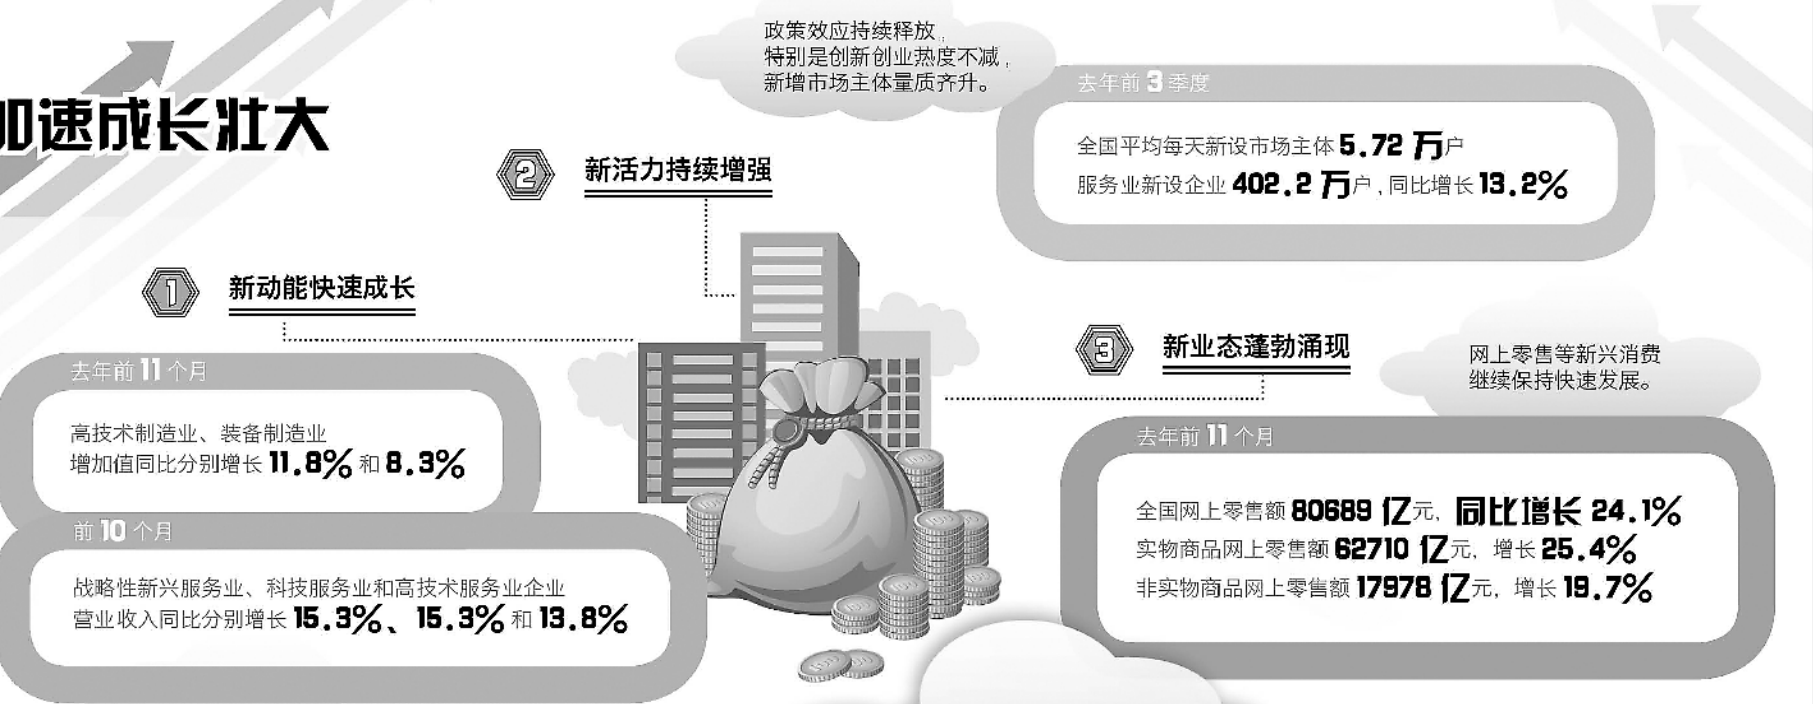 加速成长壮大
1 新动能快速成长
去年前11个月
高技术制造业、装备制造业
增加值同比分别增长11.8%和8.3%
前10个月
战略性新兴服务业、科技服务业和高技术服务业企业
营业收入同比分别增长15.3%、15.3%和13.8%
2 新活力持续增强
政策效应持续释放，
特别是创新创业热度不减，
新增市场主体量质齐升。
去年前3季度
全国平均每天新设市场主体5.72万户
服务业新设企业402.2万户，同比增长13.2%
3 新业态蓬勃涌现
网上零售等新兴消费
继续保持快速发展。
去年前11个月
全国网上零售额80689亿元，同比增长24.1%
实物商品网上零售额62710亿元，增长25.4%
非实物商品网上零售额17978亿元，增长19.7%